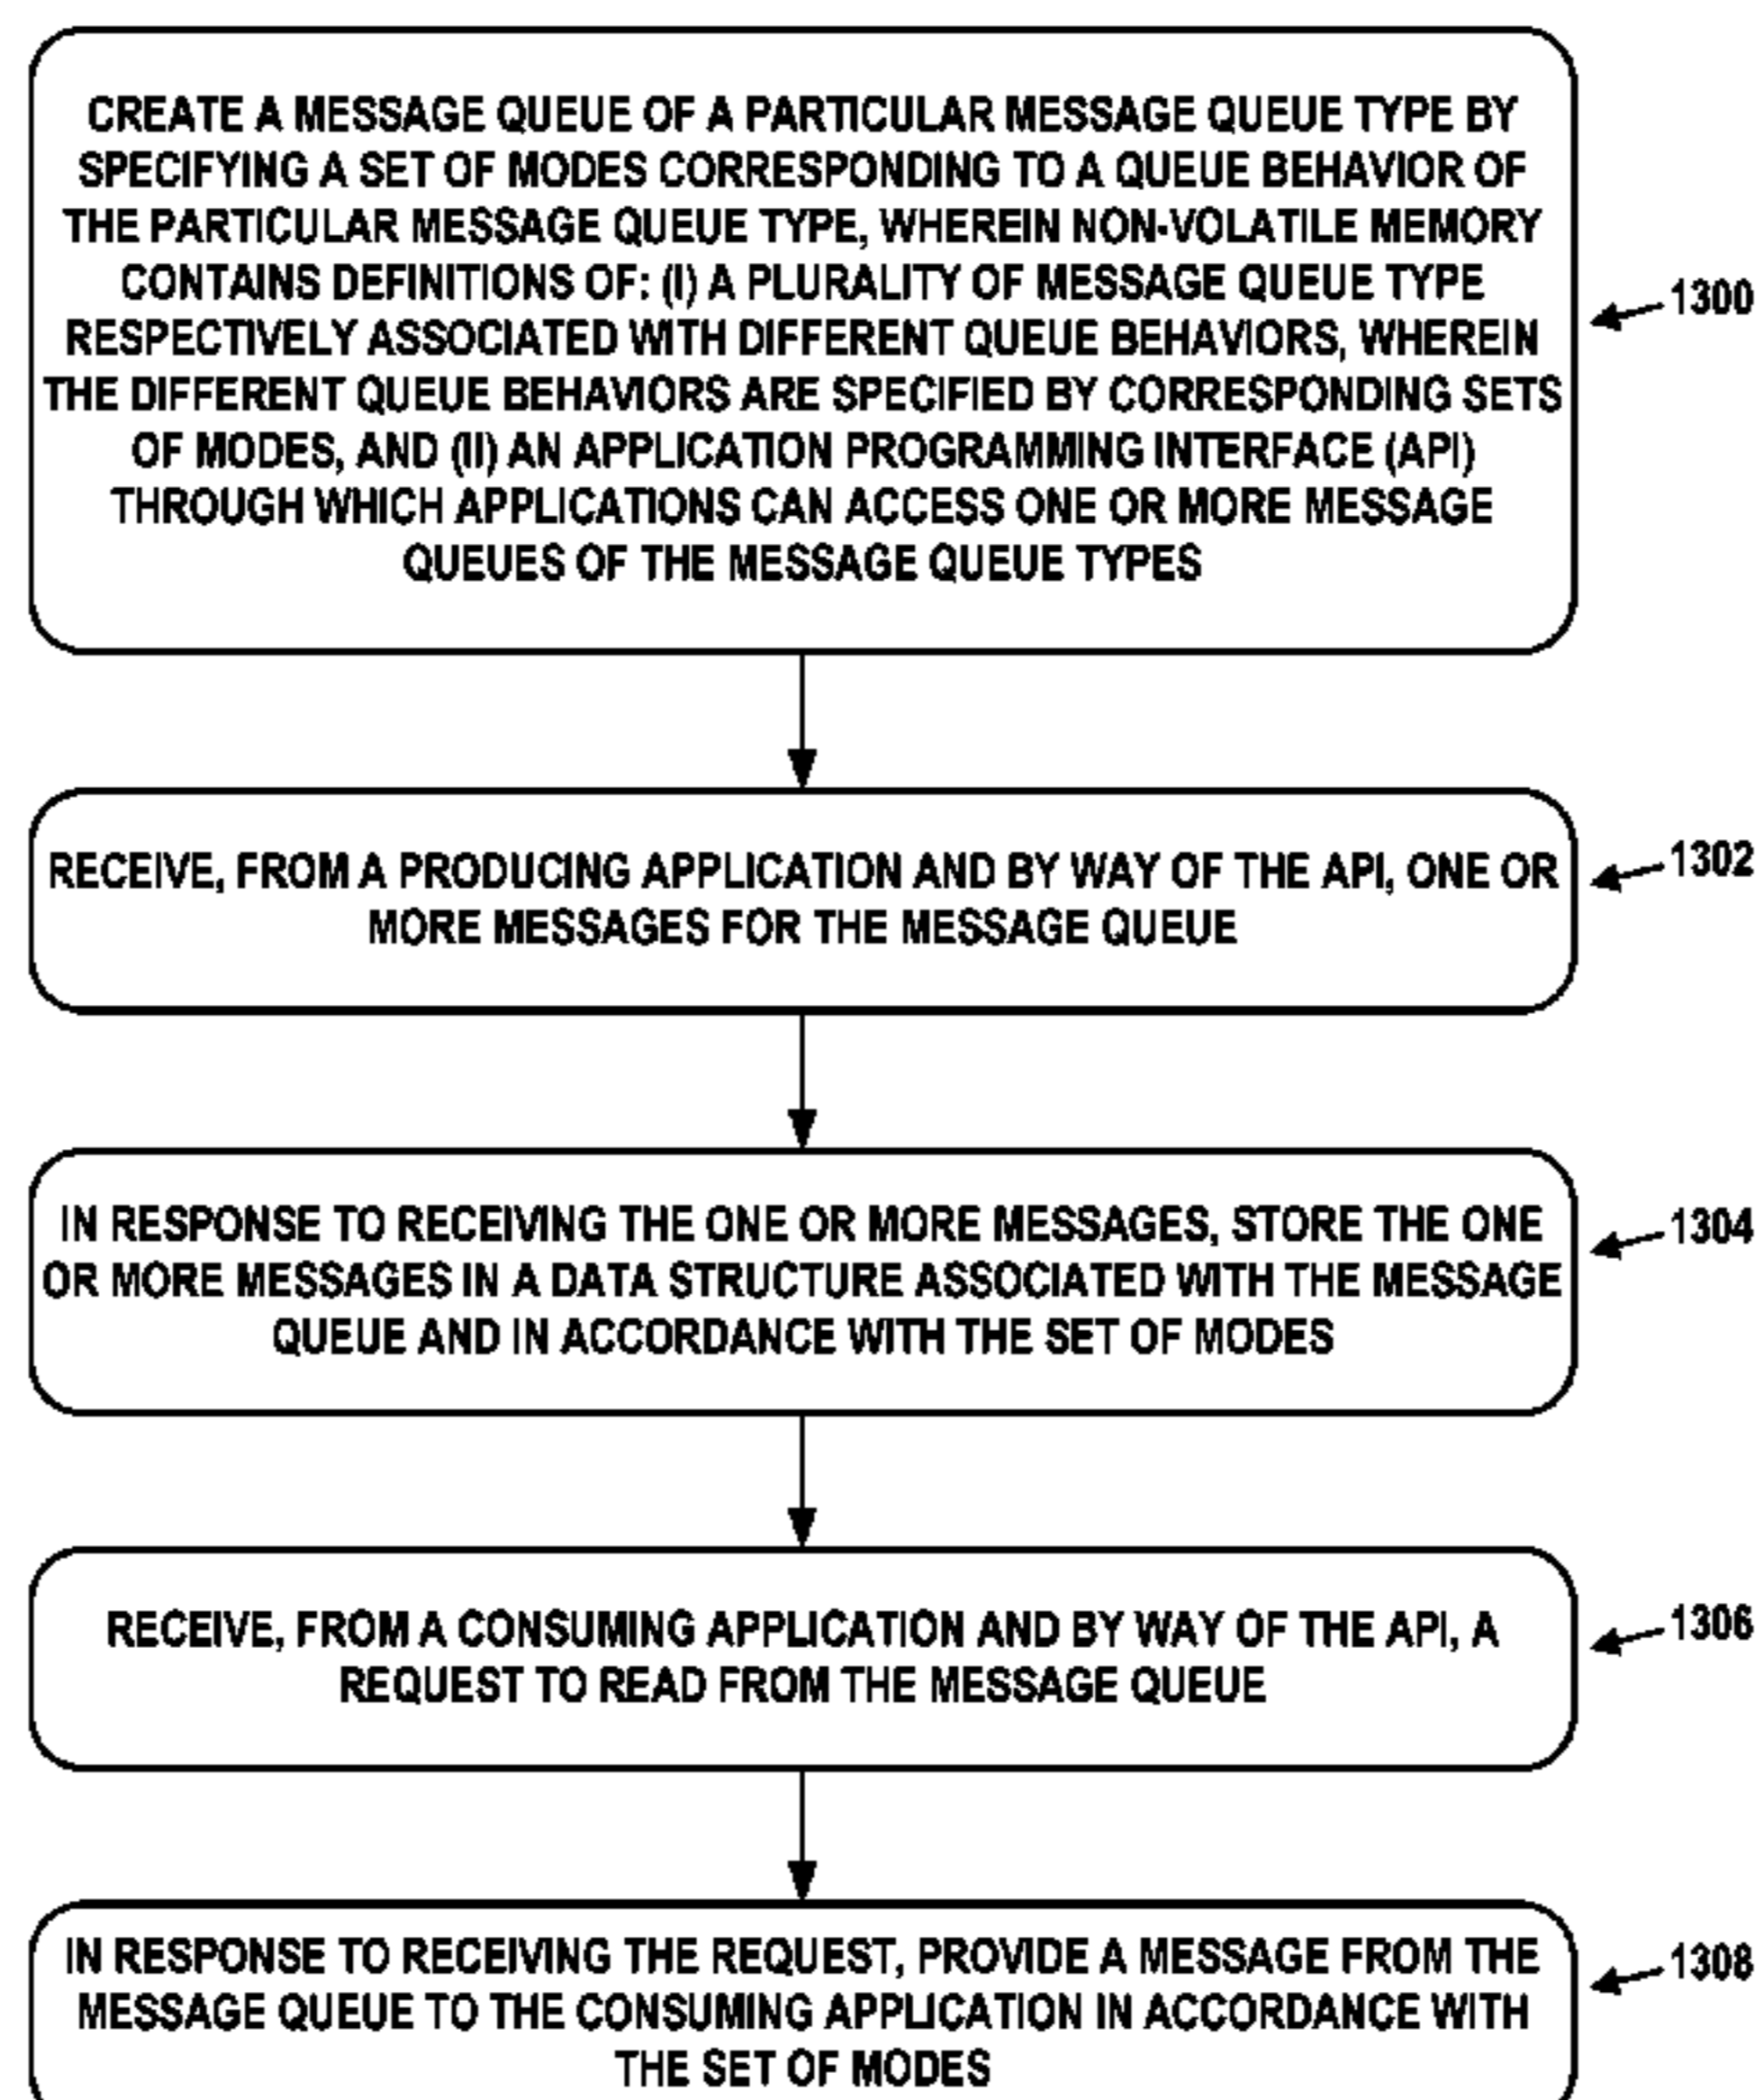 CREATE A MESSAGE QUEUE OF A PARTICULAR MESSAGE QUEUE TYPE BY
SPECIFYING A SET OF MODES CORRESPONDING TO A QUEUE BEHAVIOR OF
THE PARTICULAR MESSAGE QUEUE TYPE, WHEREIN NON-VOLATILE MEMORY
CONTAINS DEFINITIONS OF: (I) A PLURALITY OF MESSAGE QUEUE TYPE
RESPECTIVELY ASSOCIATED WITH DIFFERENT QUEUE BEHAVIORS, WHEREIN
THE DIFFERENT QUEUE BEHAVIORS ARE SPECIFIED BY CORRESPONDING SETS
OF MODES, AND (II) AN APPLICATION PROGRAMMING INTERFACE (API)
THROUGH WHICH APPLICATIONS CAN ACCESS ONE OR MORE MESSAGE
QUEUES OF THE MESSAGE QUEUE TYPES
1300
RECEIVE, FROM A PRODUCING APPLICATION AND BY WAY OF THE API, ONE OR
MORE MESSAGES FOR THE MESSAGE QUEUE
1302
IN RESPONSE TO RECEIVING THE ONE OR MORE MESSAGES, STORE THE ONE
OR MORE MESSAGES IN A DATA STRUCTURE ASSOCIATED WITH THE MESSAGE
QUEUE AND IN ACCORDANCE WITH THE SET OF MODES
1304
RECEIVE, FROM A CONSUMING APPLICATION AND BY WAY OF THE API, A
REQUEST TO READ FROM THE MESSAGE QUEUE
1306
IN RESPONSE TO RECEIVING THE REQUEST, PROVIDE A MESSAGE FROM THE
MESSAGE QUEUE TO THE CONSUMING APPLICATION IN ACCORDANCE WITH
THE SET OF MODES
1308